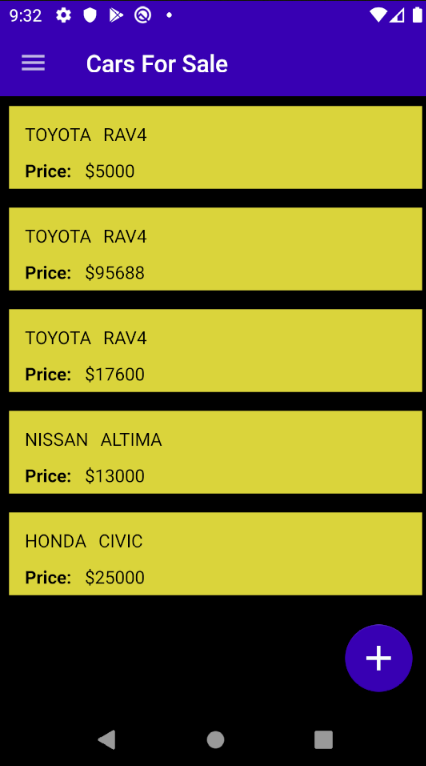 9:32
Cars For Sale
TOYOTA RAV4
Price: $5000
TOYOTA RAV4
Price: $95688
TOYOTA RAV4
Price: $17600
NISSAN ALTIMA
Price: $13000
HONDA CIVIC
Price: $25000